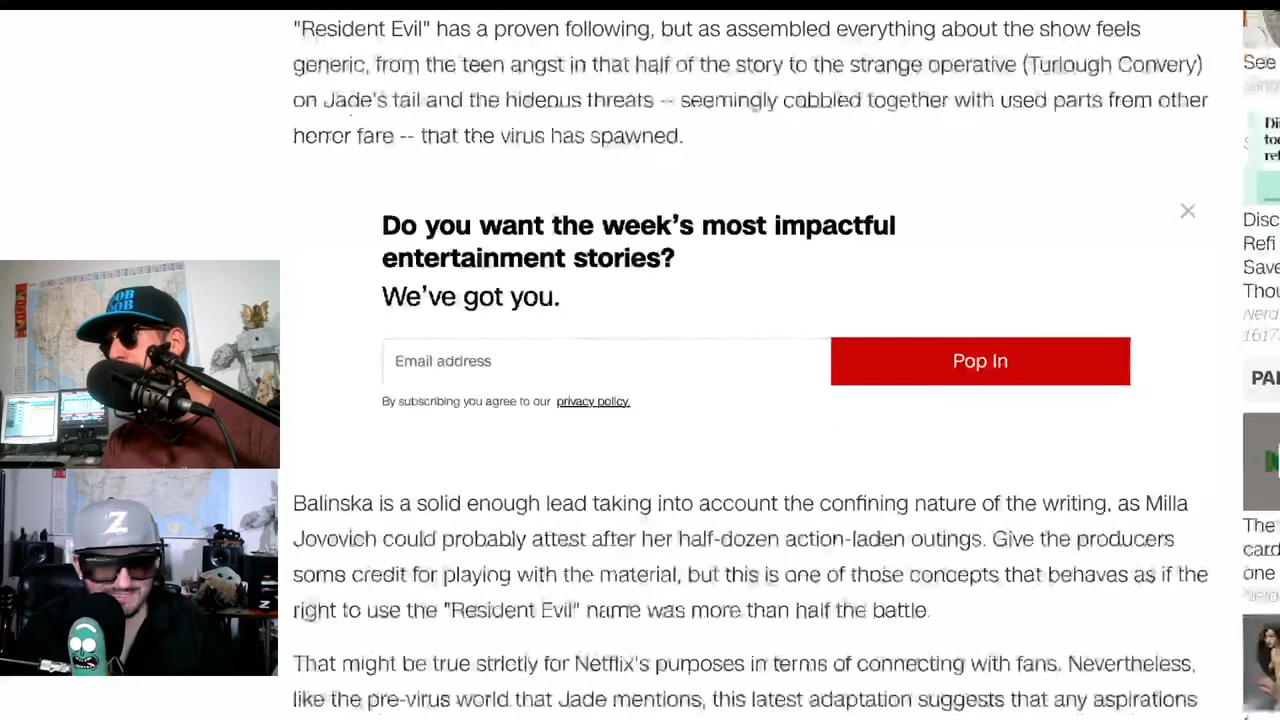 "Resident Evil" has a proven following, but as assembled everything about the show feels
generic, from the teen angst in that half of the story to the strange operative (Turlough Convery)
on Jade's tail and the hideous threats -- seemingly cobbled together with used parts from other
horror fare -- that the virus has spawned.
Do you want the week's most impactful
entertainment stories?
We've got you.
Email address
Pop In
By subscribing you agree to our privacy policy.
Balinska is a solid enough lead taking into account the confining nature of the writing, as Milla
Jovovich could probably attest after her half-dozen action-laden outings. Give the producers
some credit for playing with the material, but this is one of those concepts that behaves as if the
right to use the "Resident Evil" name was more than half the battle.
That might be true strictly for Netflix's purposes in terms of connecting with fans. Nevertheless,
like the pre-virus world that Jade mentions, this latest adaptation suggests that any aspirations
See
Disc
Refi
Save
Thou
Nerd
1617
PAI
The
card
one
Z